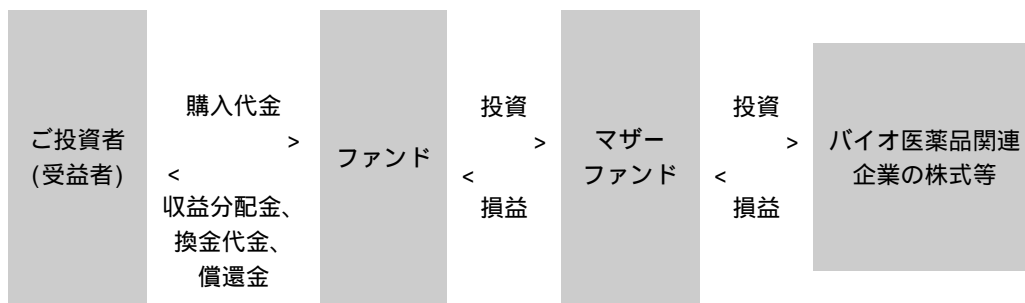 ご投資者
(受益者)
購入代金
>
<
収益分配金、
換金代金、
償還金
ファンド
投資
>
<
損益
マザー
ファンド
投資
>
<
損益
バイオ医薬品関連
企業の株式等